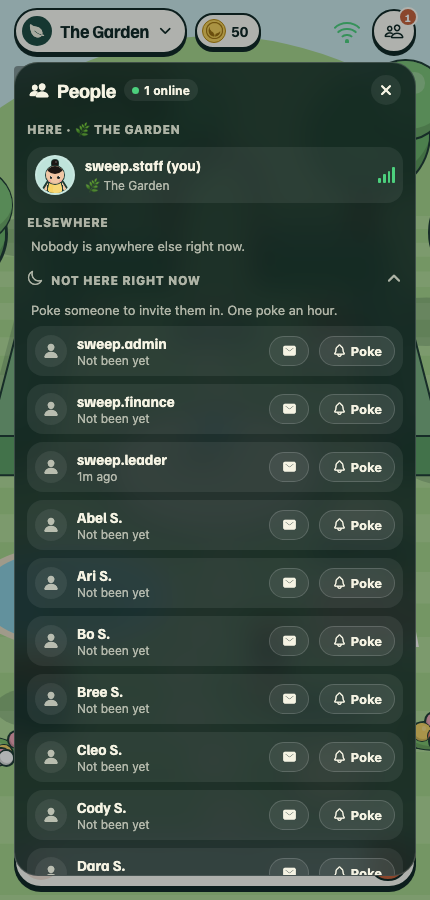 The Garden
50
1
People
1 online
HERE · 🌿 THE GARDEN
sweep.staff (you)
🌿 The Garden
ELSEWHERE
Nobody is anywhere else right now.
NOT HERE RIGHT NOW
Poke someone to invite them in. One poke an hour.
sweep.admin
Not been yet
Poke
sweep.finance
Not been yet
Poke
sweep.leader
1m ago
Poke
Abel S.
Not been yet
Poke
Ari S.
Not been yet
Poke
Bo S.
Not been yet
Poke
Bree S.
Not been yet
Poke
Cleo S.
Not been yet
Poke
Cody S.
Not been yet
Poke
Dara S.
Poke